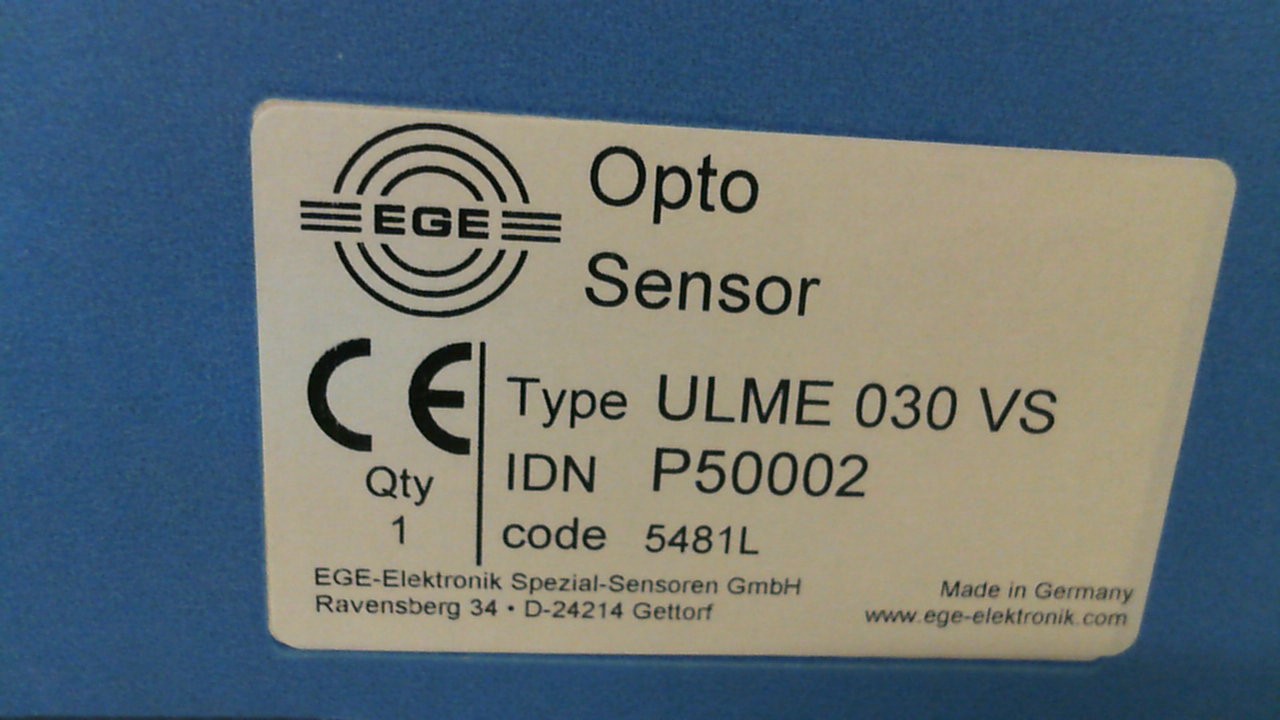 EGE
Opto
Sensor
CE
Type ULME 030 VS
IDN P50002
code 5481L
Qty
1
EGE-Elektronik Spezial-Sensoren GmbH
Ravensberg 34 • D-24214 Gettorf
Made in Germany
www.ege-elektronik.com